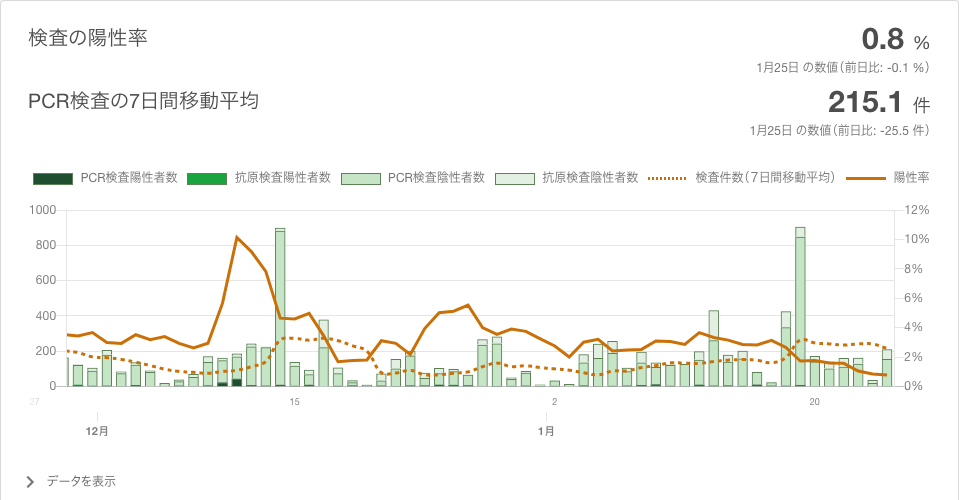 検査の陽性率
0.8 %
1月25日 の数値（前日比: -0.1 %）
PCR検査の7日間移動平均
215.1 件
1月25日 の数値（前日比: -25.5 件）
PCR検査陽性者数 抗原検査陽性者数 PCR検査陰性者数 抗原検査陰性者数 検査件数（7日間移動平均） 陽性率
1000 12%
10%
800
8%
600
6%
400
4%
200
2%
0 0%
27 15 2 20
12月 1月
データを表示